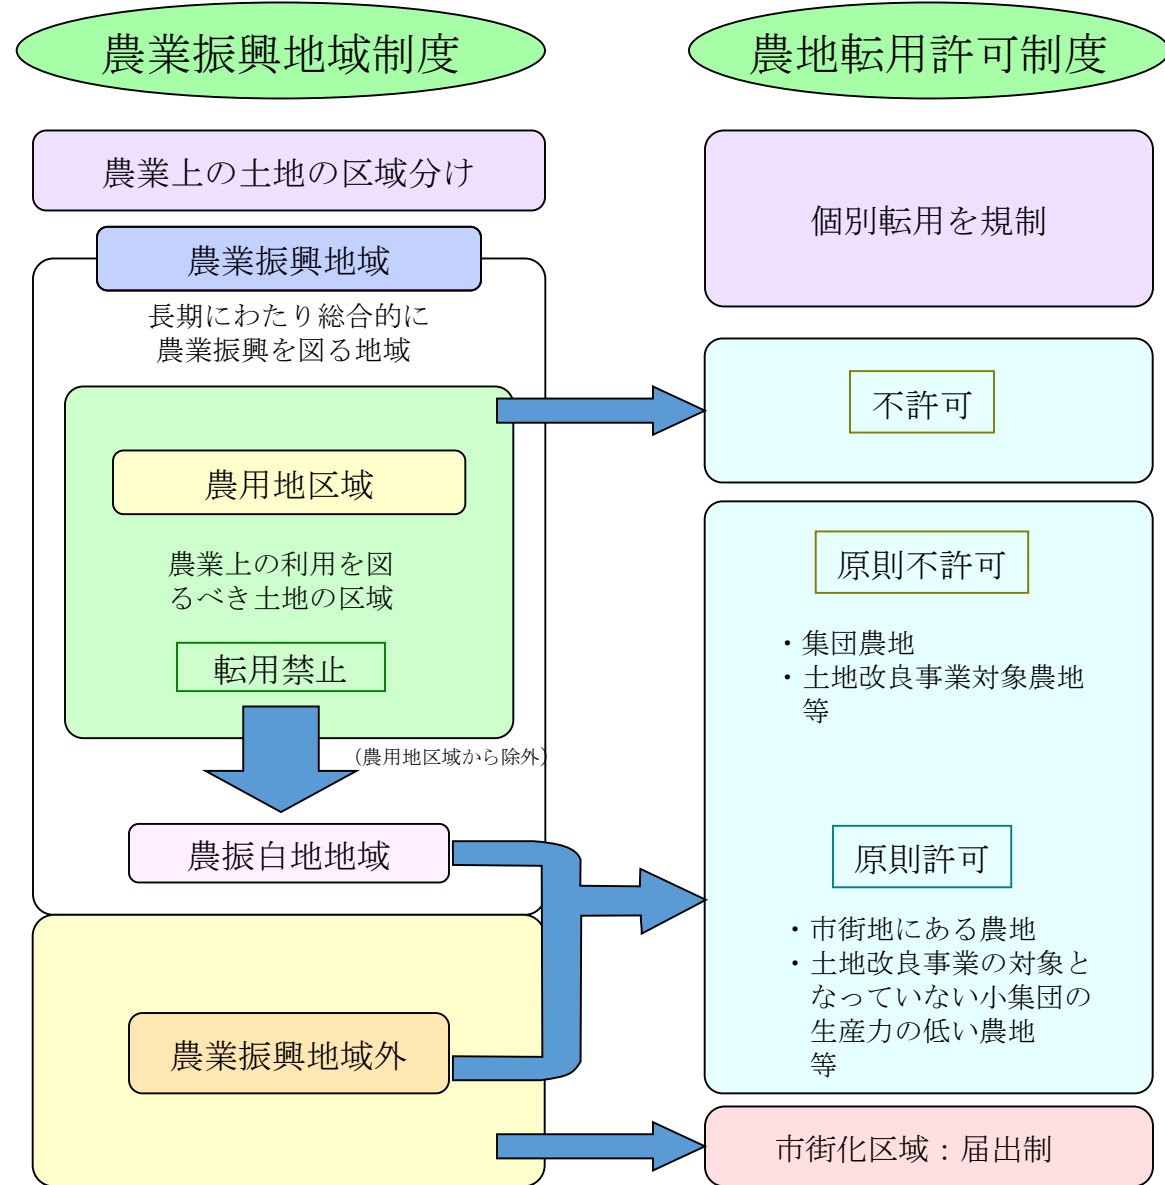 農業振興地域制度
農業上の土地の区域分け
農業振興地域
長期にわたり総合的に
農業振興を図る地域
農用地区域
農業上の利用を図
るべき土地の区域
転用禁止
（農用地区域から除外）
農振白地地域
農業振興地域外
農地転用許可制度
個別転用を規制
不許可
原則不許可
・集団農地
・土地改良事業対象農地
等
原則許可
・市街地にある農地
・土地改良事業の対象と
なっていない小集団の
生産力の低い農地
等
市街化区域：届出制